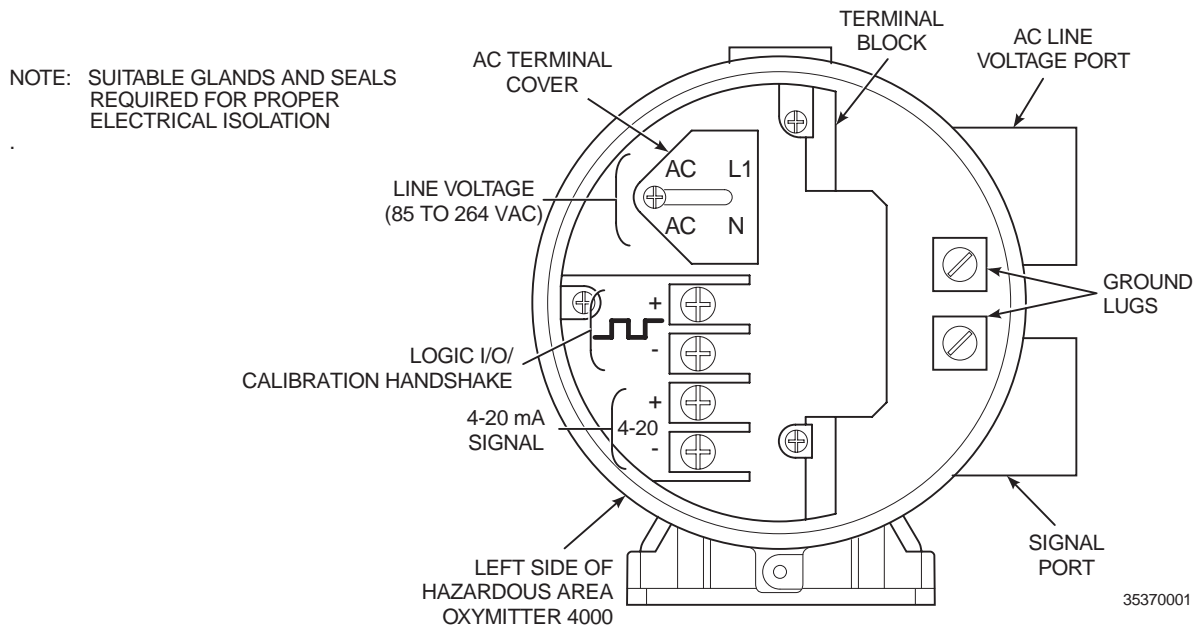 NOTE: SUITABLE GLANDS AND SEALS
REQUIRED FOR PROPER
ELECTRICAL ISOLATION
.
AC TERMINAL
COVER
TERMINAL
BLOCK
AC LINE
VOLTAGE PORT
LINE VOLTAGE
(85 TO 264 VAC)
AC L1
AC N
GROUND
LUGS
+
-
LOGIC I/O/
CALIBRATION HANDSHAKE
+
4-20
-
4-20 mA
SIGNAL
LEFT SIDE OF
HAZARDOUS AREA
OXYMITTER 4000
SIGNAL
PORT
35370001